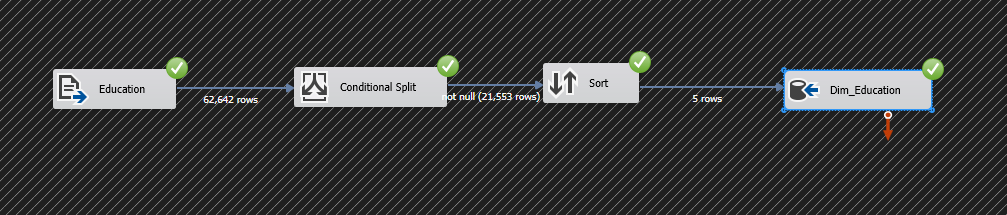 Education
62,642 rows
Conditional Split
not null (21,553 rows)
Sort
5 rows
Dim_Education